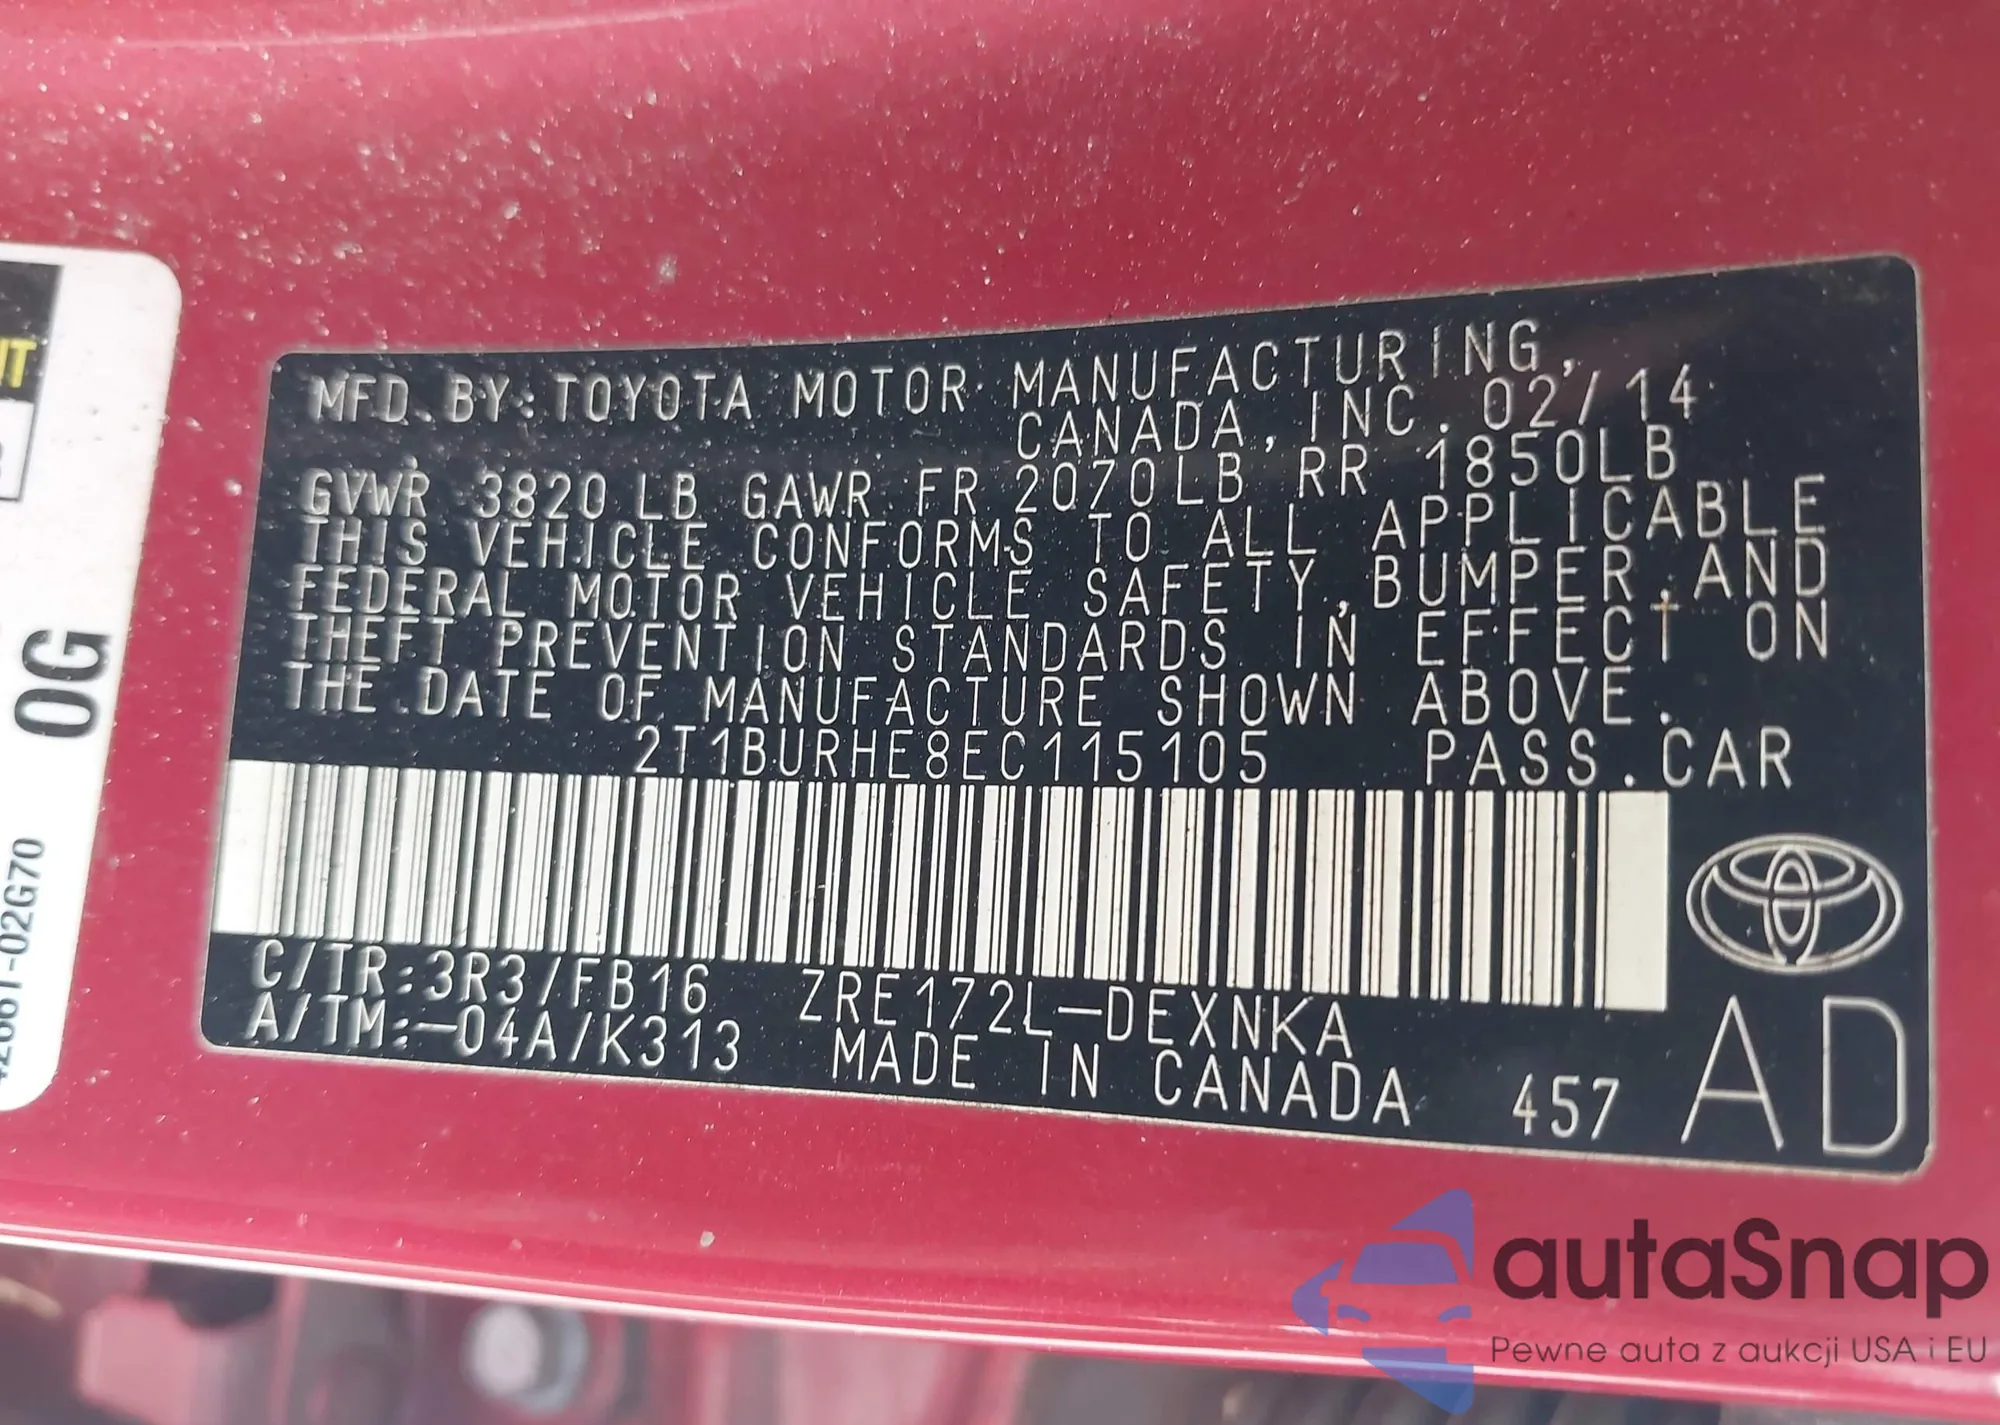 MFD. BY: TOYOTA MOTOR MANUFACTURING,
CANADA, INC. 02/14
GVWR 3820 LB GAWR FR 2070LB RR 1850LB
THIS VEHICLE CONFORMS TO ALL APPLICABLE
FEDERAL MOTOR VEHICLE SAFETY, BUMPER, AND
THEFT PREVENTION STANDARDS IN EFFECT ON
THE DATE OF MANUFACTURE SHOWN ABOVE.
2T1BURHE8EC115105 PASS. CAR
C/TR:3R3/FB16 ZRE172L-DEXNKA
A/TM:-04A/K313 MADE IN CANADA 457 AD
0G
42661-02G70
autaSnap
Pewne auta z aukcji USA i EU